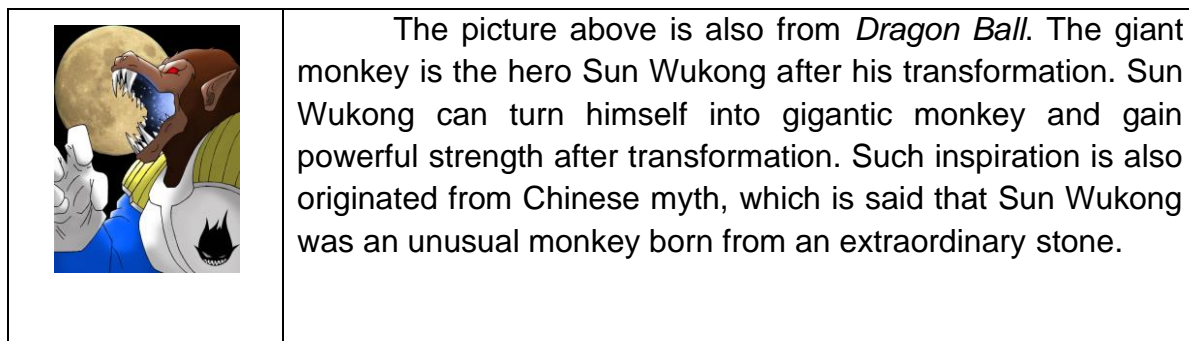 The picture above is also from Dragon Ball. The giant
monkey is the hero Sun Wukong after his transformation. Sun
Wukong can turn himself into gigantic monkey and gain
powerful strength after transformation. Such inspiration is also
originated from Chinese myth, which is said that Sun Wukong
was an unusual monkey born from an extraordinary stone.